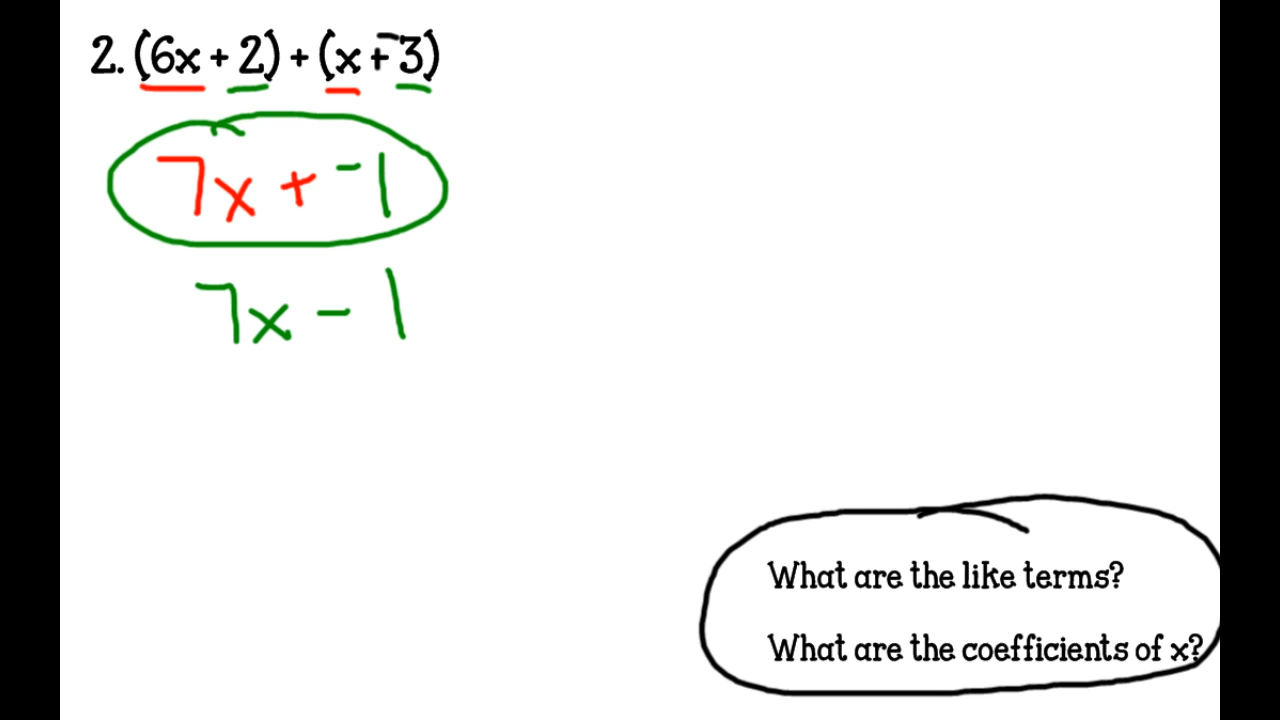 2. (6x + 2) + (x + ⁻3)
7x + ⁻1
7x - 1
What are the like terms?
What are the coefficients of x?